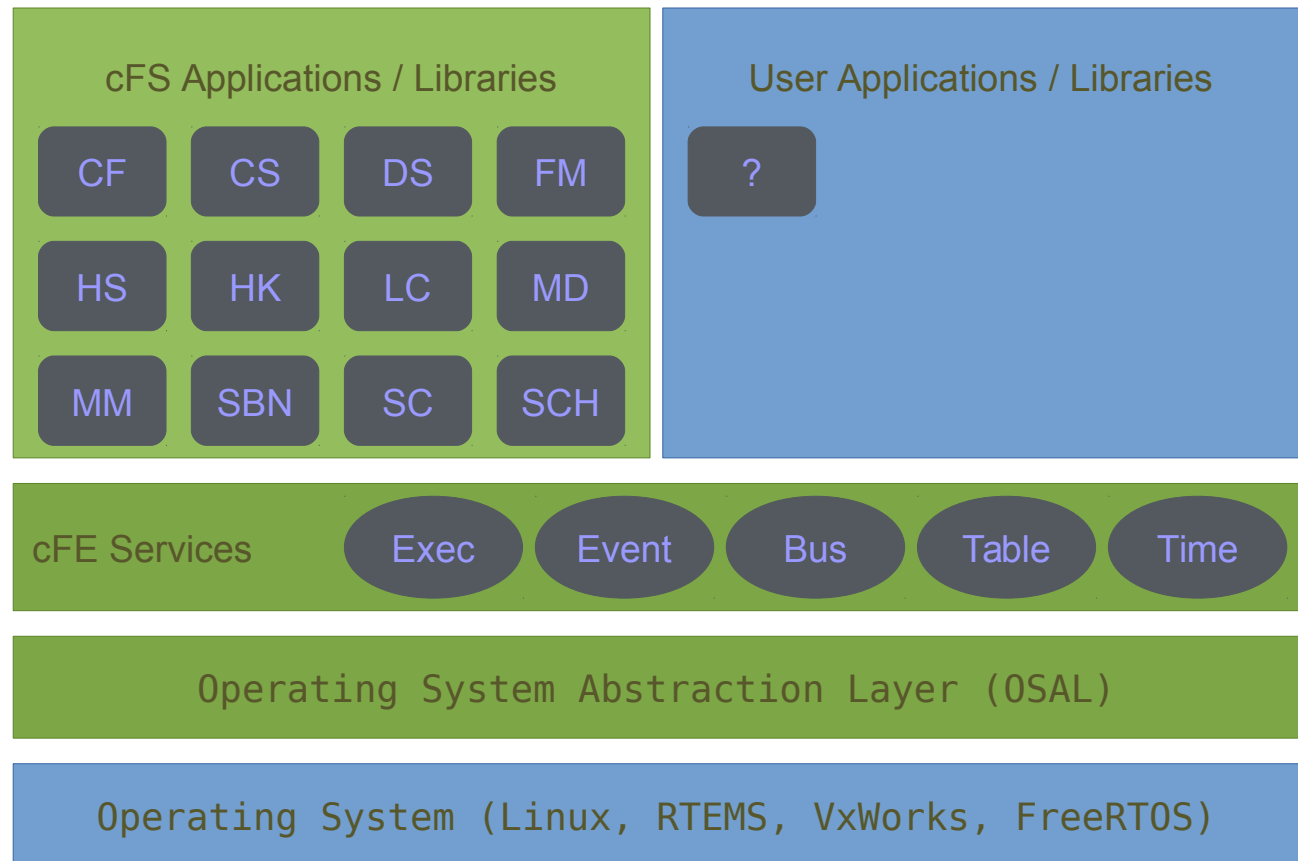 cFS Applications / Libraries
User Applications / Libraries
CF CS DS FM
?
HS HK LC MD
MM SBN SC SCH
cFE Services Exec Event Bus Table Time
Operating System Abstraction Layer (OSAL)
Operating System (Linux, RTEMS, VxWorks, FreeRTOS)